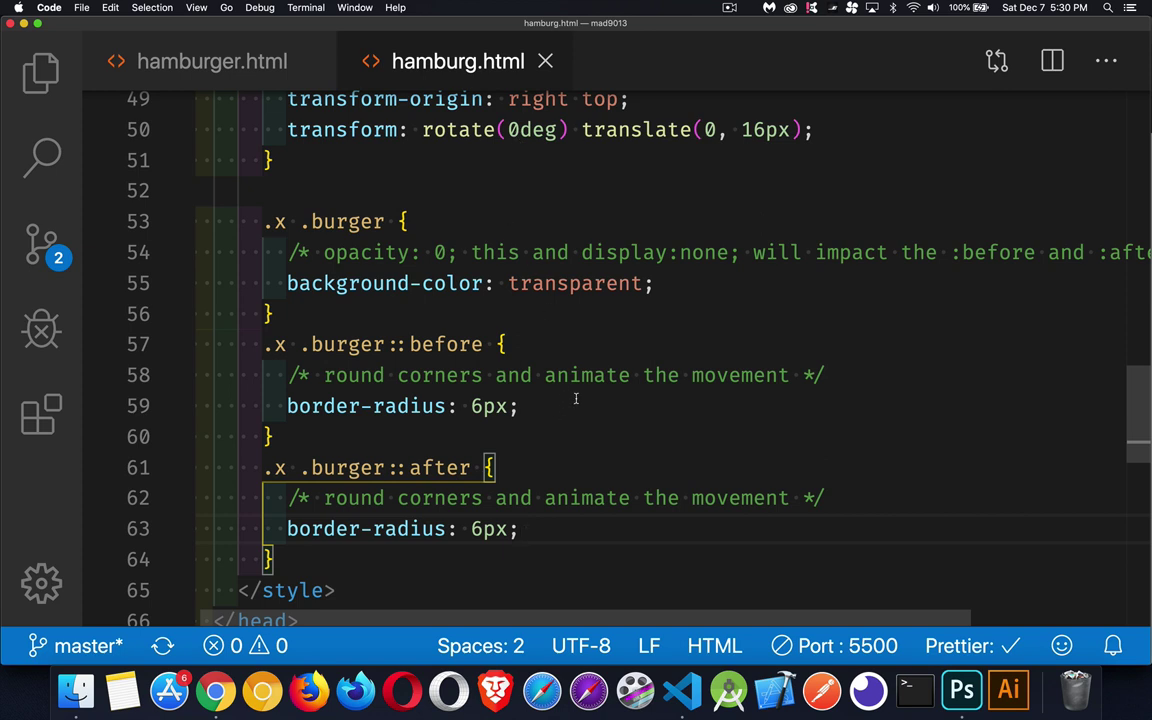 Code File Edit Selection View Go Debug Terminal Window Help 100% Sat Dec 7 5:30 PM
hamburg.html — mad9013
hamburger.html hamburg.html
49 transform-origin: right top;
50 transform: rotate(0deg) translate(0, 16px);
51 }
52
53 .x .burger {
54 /* opacity: 0; this and display:none; will impact the :before and :afte
55 background-color: transparent;
56 }
57 .x .burger::before {
58 /* round corners and animate the movement */
59 border-radius: 6px;
60 }
61 .x .burger::after {
62 /* round corners and animate the movement */
63 border-radius: 6px;
64 }
65 </style>
66 </head>
2
master* 0 0 Spaces: 2 UTF-8 LF HTML Port : 5500 Prettier: ✓
6
>_
Ps
Ai